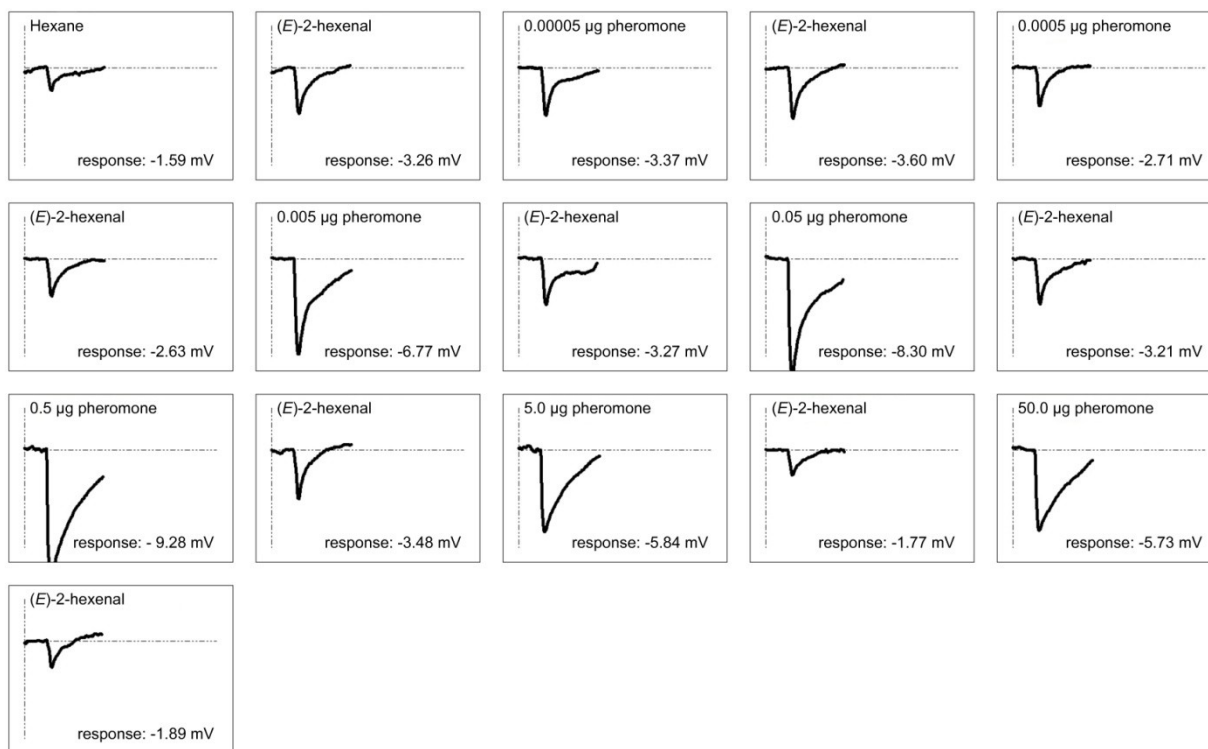 Hexane
response: -1.59 mV
(E)-2-hexenal
response: -3.26 mV
0.00005 µg pheromone
response: -3.37 mV
(E)-2-hexenal
response: -3.60 mV
0.0005 µg pheromone
response: -2.71 mV
(E)-2-hexenal
response: -2.63 mV
0.005 µg pheromone
response: -6.77 mV
(E)-2-hexenal
response: -3.27 mV
0.05 µg pheromone
response: -8.30 mV
(E)-2-hexenal
response: -3.21 mV
0.5 µg pheromone
response: - 9.28 mV
(E)-2-hexenal
response: -3.48 mV
5.0 µg pheromone
response: -5.84 mV
(E)-2-hexenal
response: -1.77 mV
50.0 µg pheromone
response: -5.73 mV
(E)-2-hexenal
response: -1.89 mV